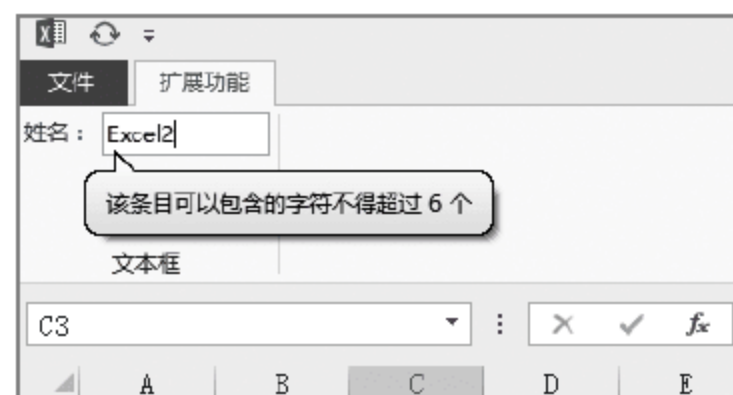 文件 扩展功能
姓名： Excel2
该条目可以包含的字符不得超过 6 个
文本框
C3 fx
A B C D E